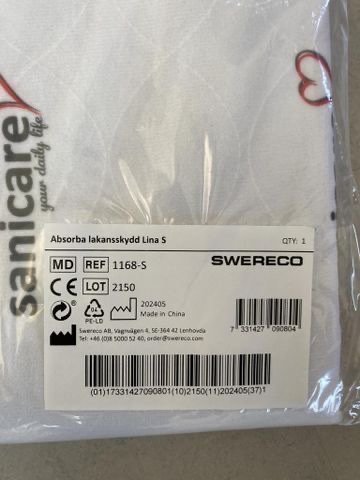 sanicare
your daily life
Absorba lakansskydd Lina S
QTY: 1
MD REF 1168-S
SWERECO
CE LOT 2150
04
PE-LD
202405
Made in China
7 331427 090804
Swereco AB, Vagnvägen 4, SE-364 42 Lenhovda
Tel: +46 (0)8 5000 52 40, order@swereco.com
(01)17331427090801(10)2150(11)202405(37)1